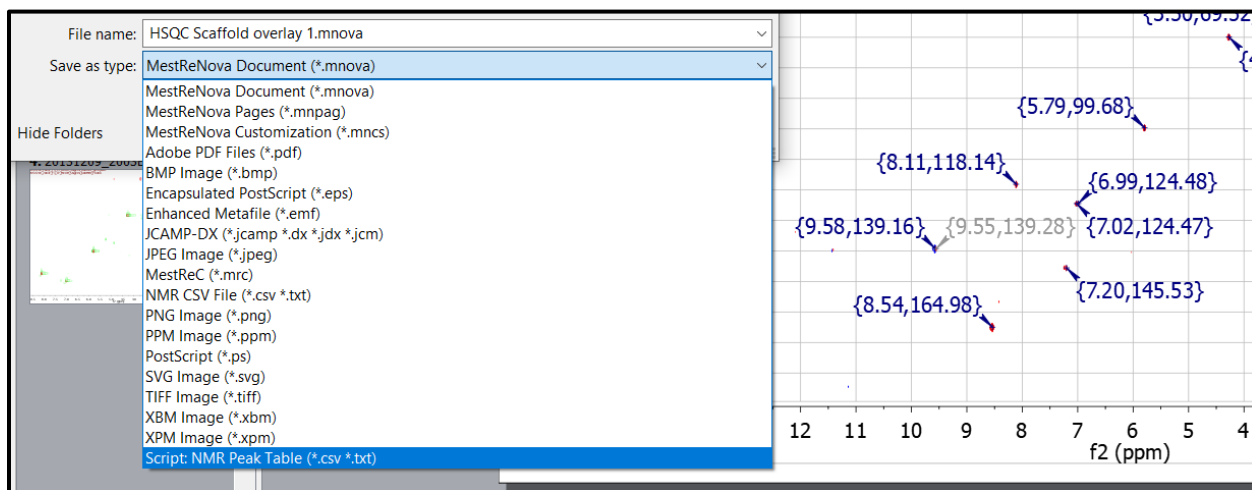 File name: HSQC Scaffold overlay 1.mnova
Save as type: MestReNova Document (*.mnova)
MestReNova Document (*.mnova)
MestReNova Pages (*.mnpag)
MestReNova Customization (*.mncs)
Hide Folders
Adobe PDF Files (*.pdf)
BMP Image (*.bmp)
Encapsulated PostScript (*.eps)
Enhanced Metafile (*.emf)
JCAMP-DX (*.jcamp *.dx *.jdx *.jcm)
JPEG Image (*.jpeg)
MestReC (*.mrc)
NMR CSV File (*.csv *.txt)
PNG Image (*.png)
PPM Image (*.ppm)
PostScript (*.ps)
SVG Image (*.svg)
TIFF Image (*.tiff)
XBM Image (*.xbm)
XPM Image (*.xpm)
Script: NMR Peak Table (*.csv *.txt)
{5.79,99.68}
{8.11,118.14}
{6.99,124.48}
{9.58,139.16}
{9.55,139.28}
{7.02,124.47}
{7.20,145.53}
{8.54,164.98}
12 11 10 9 8 7 6 5 4
f2 (ppm)